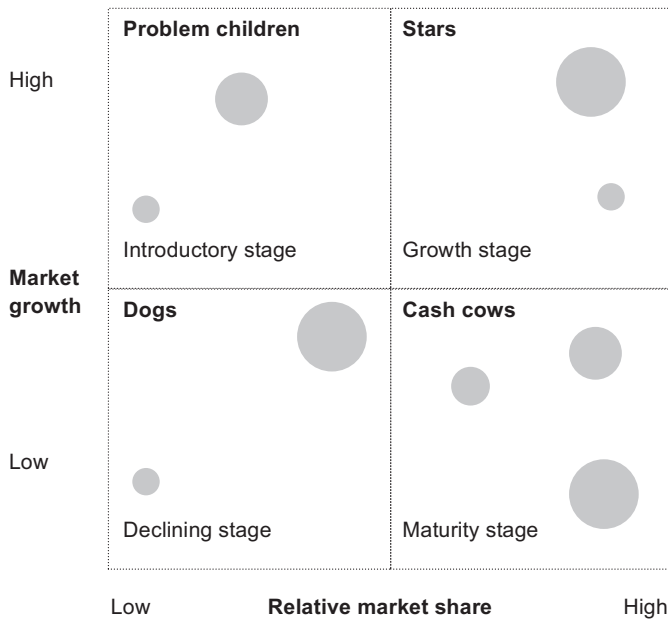 Problem children
Stars
High
Introductory stage
Growth stage
Market
growth
Dogs
Cash cows
Low
Declining stage
Maturity stage
Low
Relative market share
High